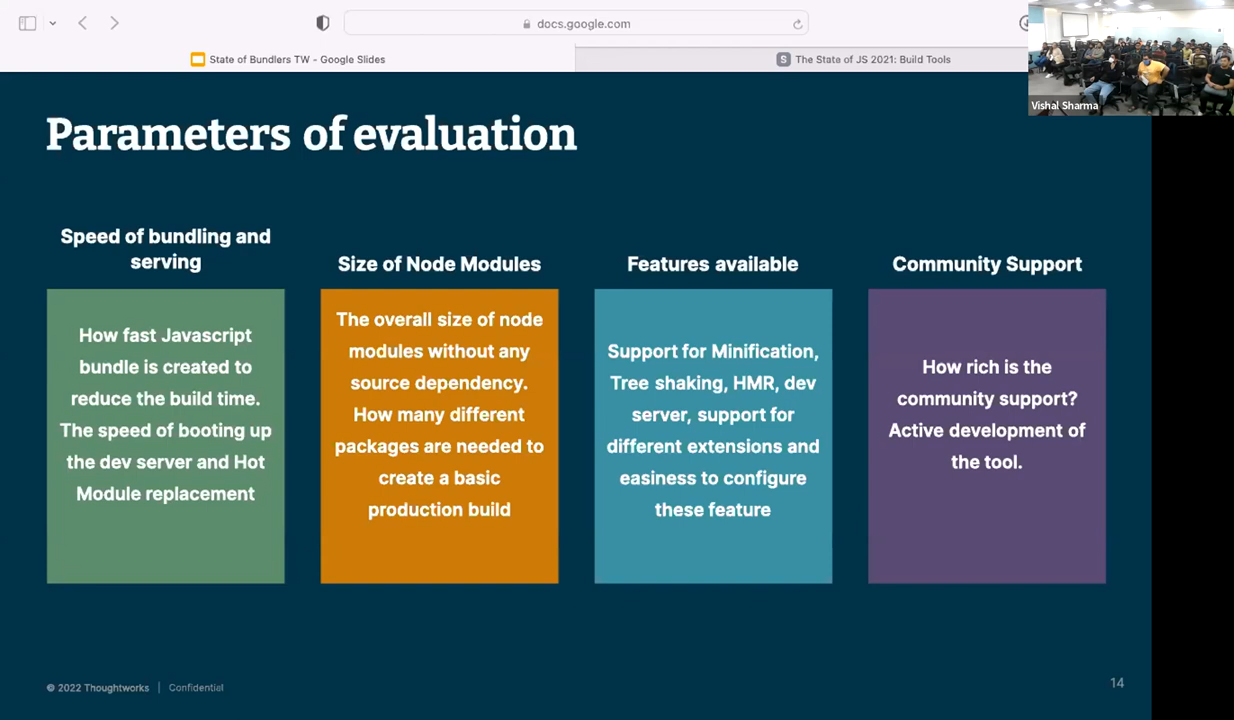 docs.google.com
State of Bundlers TW - Google Slides
S The State of JS 2021: Build Tools
Vishal Sharma
Parameters of evaluation
Speed of bundling and
serving
How fast Javascript
bundle is created to
reduce the build time.
The speed of booting up
the dev server and Hot
Module replacement
Size of Node Modules
The overall size of node
modules without any
source dependency.
How many different
packages are needed to
create a basic
production build
Features available
Support for Minification,
Tree shaking, HMR, dev
server, support for
different extensions and
easiness to configure
these feature
Community Support
How rich is the
community support?
Active development of
the tool.
© 2022 Thoughtworks | Confidential
14